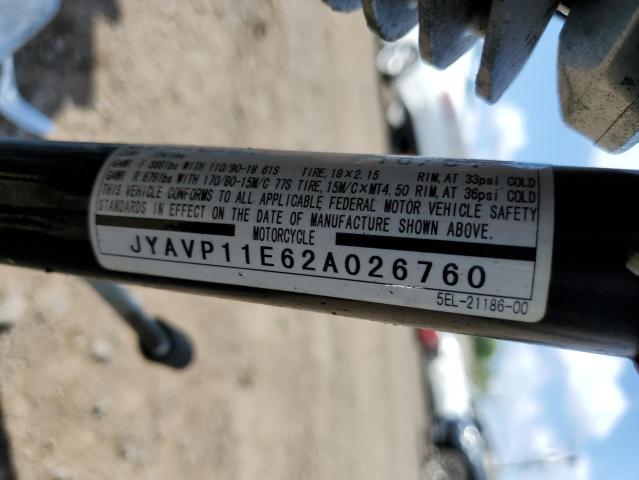 GAWR F 388lbs WITH 110/90-18 61S TIRE, 18×2.15 RIM, AT 33psi COLD
GAWR R 679lbs WITH 170/80-15M/C 77S TIRE, 15M/C×MT4.50 RIM, AT 36psi COLD
THIS VEHICLE CONFORMS TO ALL APPLICABLE FEDERAL MOTOR VEHICLE SAFETY
STANDARDS IN EFFECT ON THE DATE OF MANUFACTURE SHOWN ABOVE.
MOTORCYCLE
JYAVP11E62A026760
5EL-21186-00